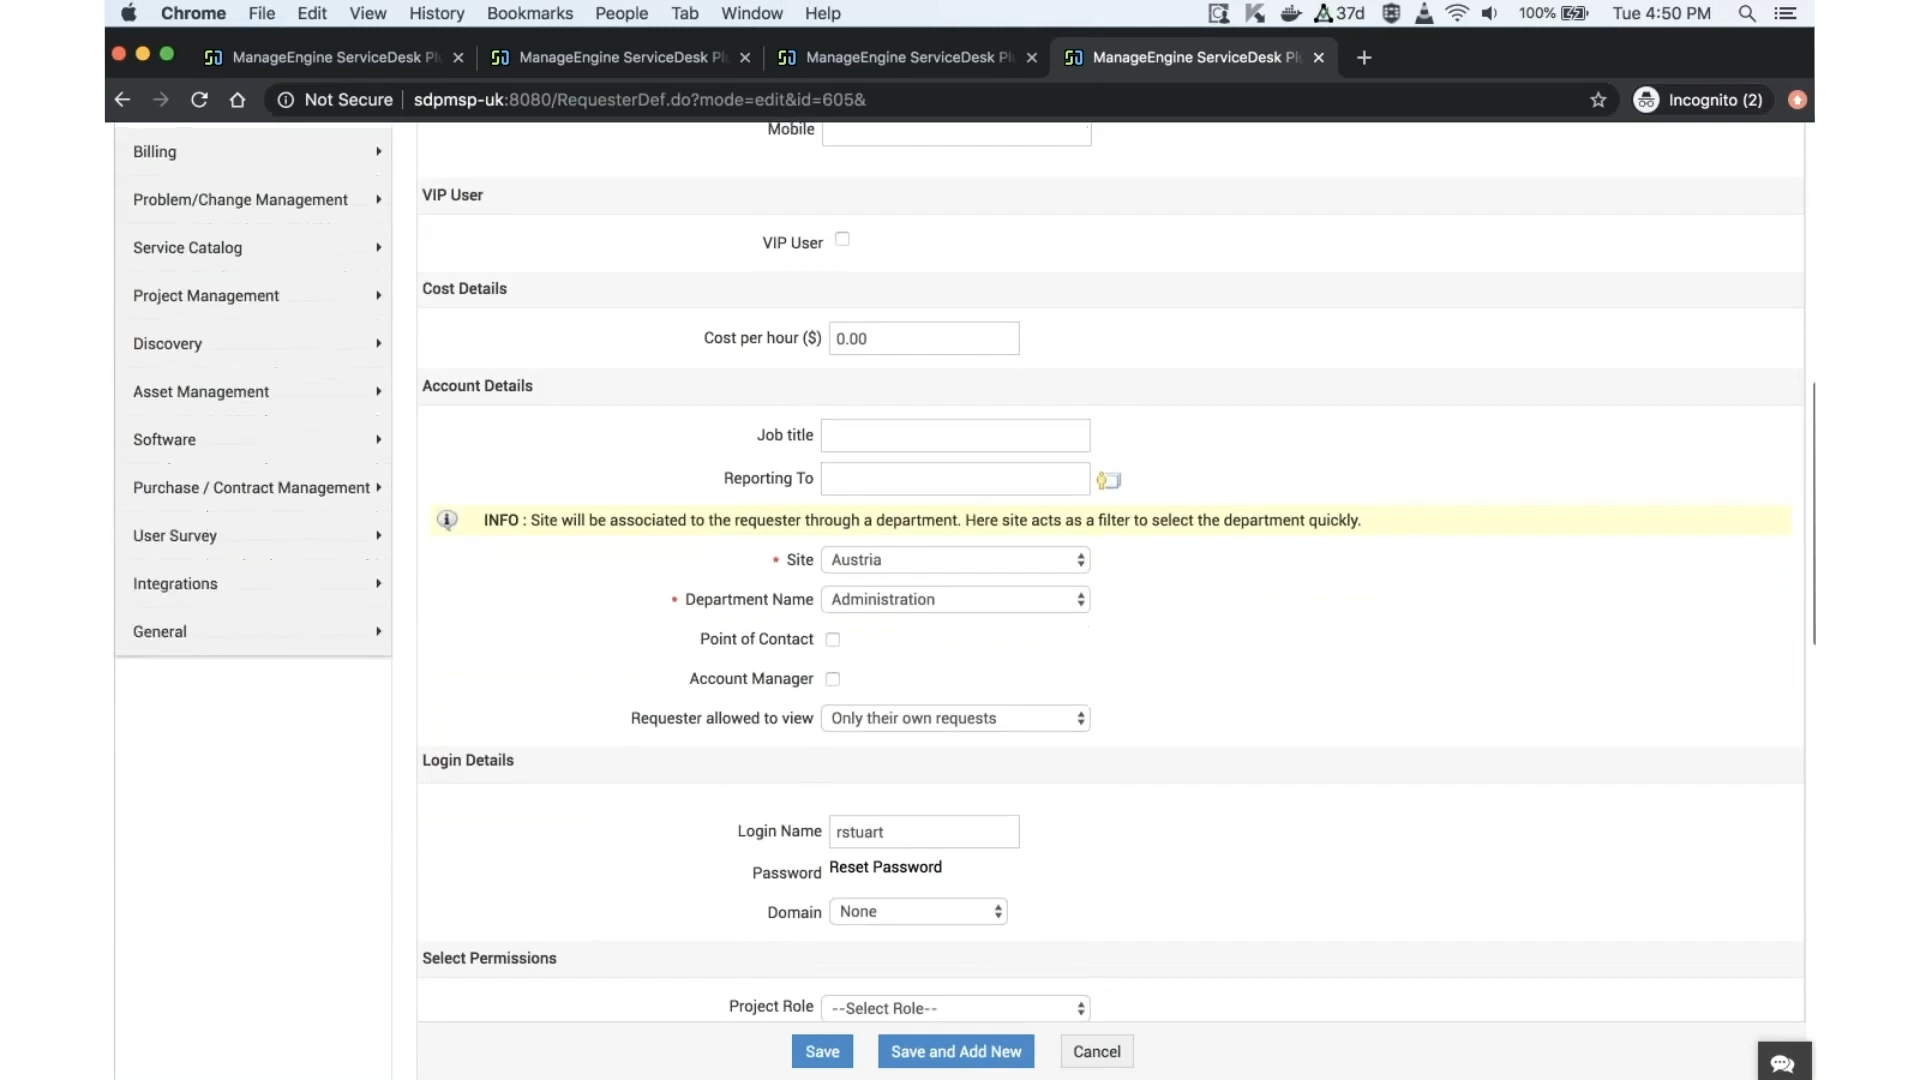 Chrome File Edit View History Bookmarks People Tab Window Help 37d 100% Tue 4:50 PM
ManageEngine ServiceDesk Pl ManageEngine ServiceDesk Pl ManageEngine ServiceDesk Pl ManageEngine ServiceDesk Pl
Not Secure sdpmsp-uk:8080/RequesterDef.do?mode=edit&id=605& Incognito (2)
Billing
Problem/Change Management
Service Catalog
Project Management
Discovery
Asset Management
Software
Purchase / Contract Management
User Survey
Integrations
General
Mobile
VIP User
VIP User
Cost Details
Cost per hour ($) 0.00
Account Details
Job title
Reporting To
INFO : Site will be associated to the requester through a department. Here site acts as a filter to select the department quickly.
* Site Austria
* Department Name Administration
Point of Contact
Account Manager
Requester allowed to view Only their own requests
Login Details
Login Name rstuart
Password Reset Password
Domain None
Select Permissions
Project Role --Select Role--
Save Save and Add New Cancel